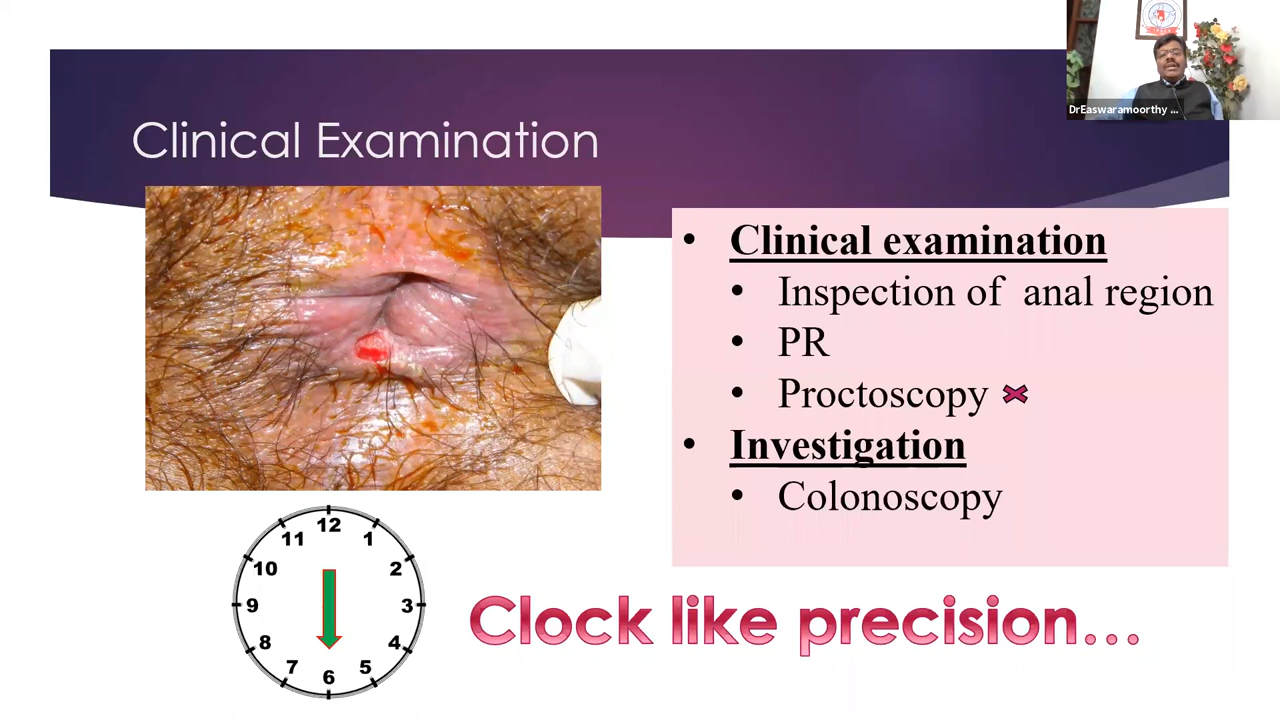 DrEaswaramoorthy ...
Clinical Examination
• Clinical examination
• Inspection of anal region
• PR
• Proctoscopy
• Investigation
• Colonoscopy
12
11
1
10
2
9
3
8
4
7
5
6
Clock like precision...